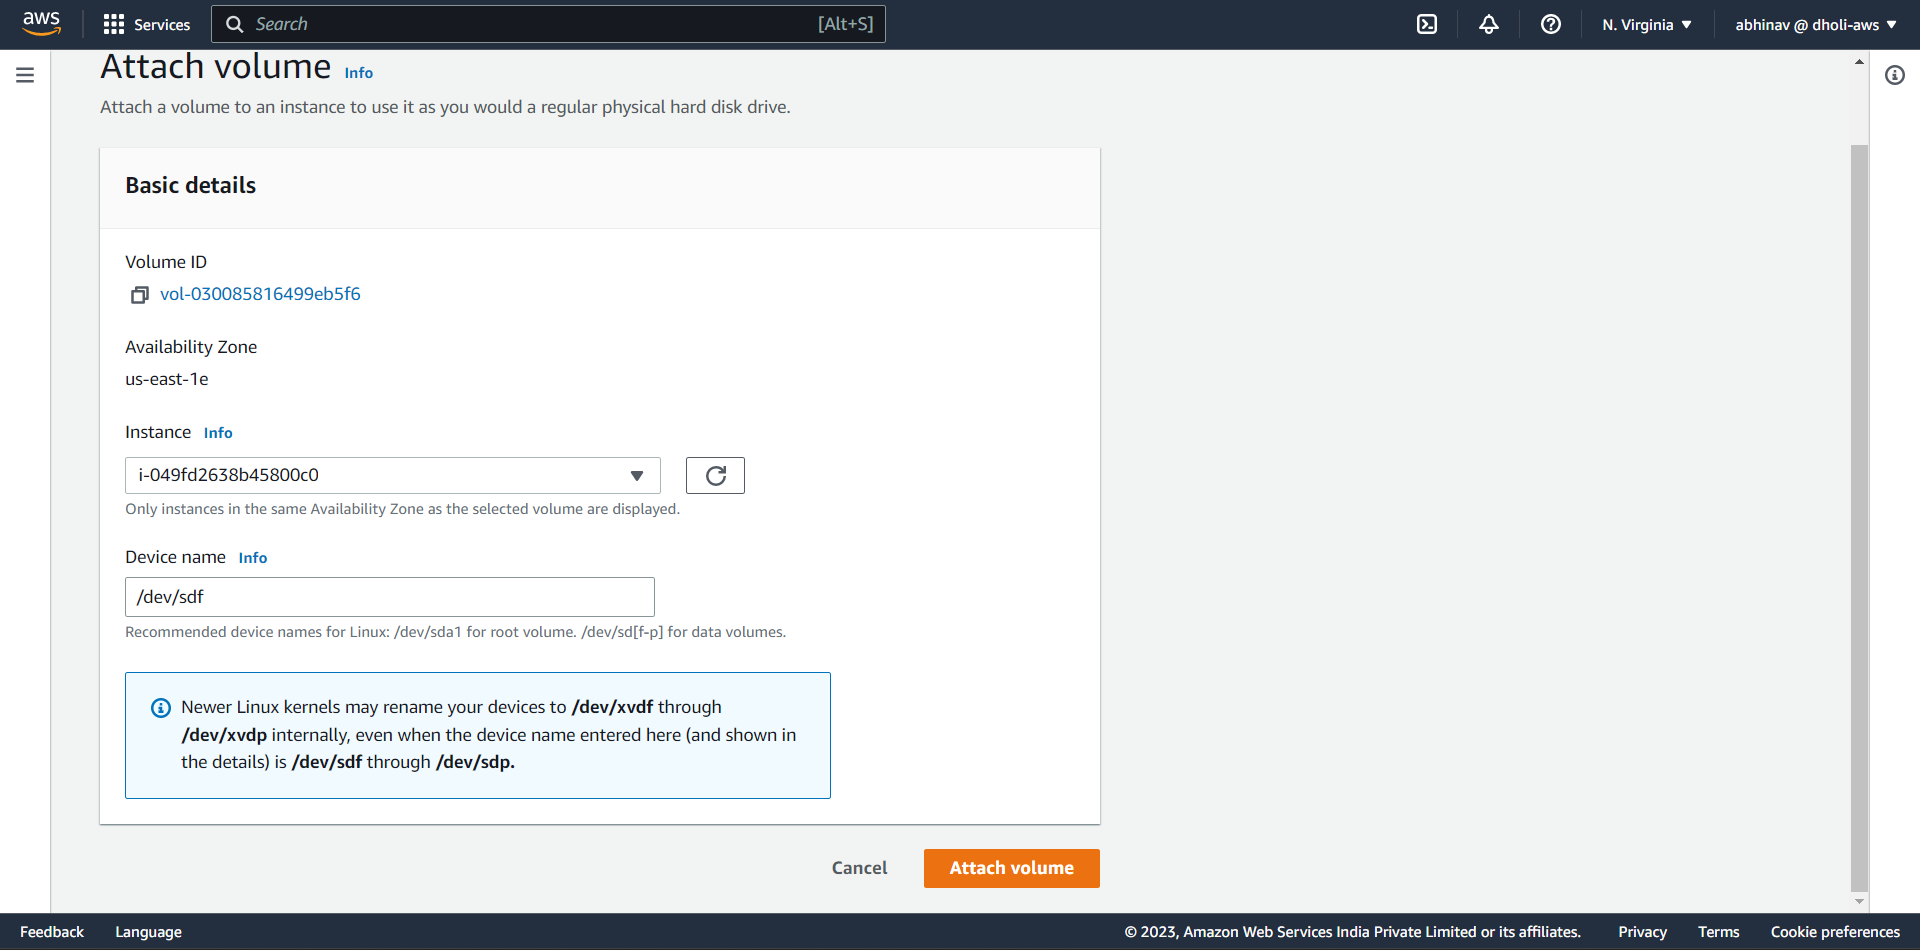 aws
Services
Search
[Alt+S]
N. Virginia
abhinav @ dholi-aws
Attach volume Info
Attach a volume to an instance to use it as you would a regular physical hard disk drive.
Basic details
Volume ID
vol-030085816499eb5f6
Availability Zone
us-east-1e
Instance Info
i-049fd2638b45800c0
Only instances in the same Availability Zone as the selected volume are displayed.
Device name Info
/dev/sdf
Recommended device names for Linux: /dev/sda1 for root volume. /dev/sd[f-p] for data volumes.
Newer Linux kernels may rename your devices to /dev/xvdf through
/dev/xvdp internally, even when the device name entered here (and shown in
the details) is /dev/sdf through /dev/sdp.
Cancel
Attach volume
Feedback
Language
© 2023, Amazon Web Services India Private Limited or its affiliates.
Privacy
Terms
Cookie preferences